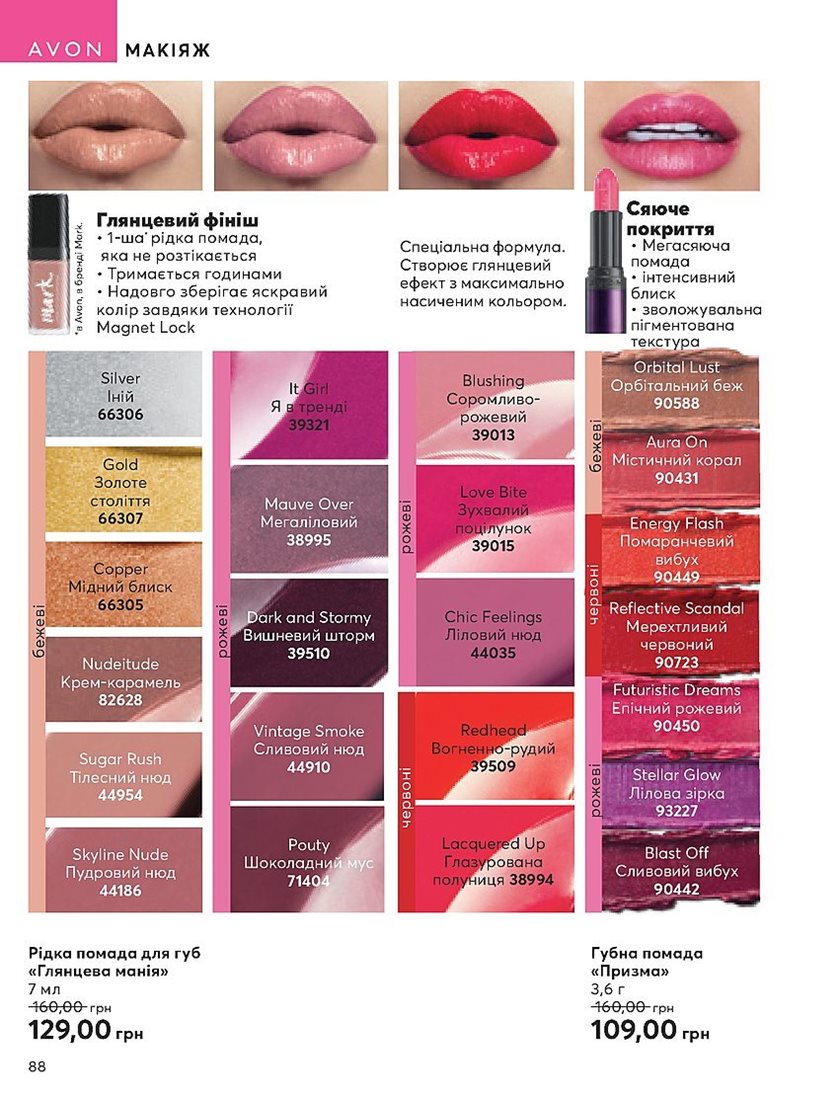 AVON
МАКІЯЖ
mark.
*в Avon, в бренді Mark.
Глянцевий фініш
• 1-ша* рідка помада,
яка не розтікається
• Тримається годинами
• Надовго зберігає яскравий
колір завдяки технології
Magnet Lock
Спеціальна формула.
Створює глянцевий
ефект з максимально
насиченим кольором.
Сяюче
покриття
• Мегасяюча
помада
• інтенсивний
блиск
• зволожувальна
пігментована
текстура
бежеві
Silver
Іній
66306
Gold
Золоте
століття
66307
Copper
Мідний блиск
66305
Nudeitude
Крем-карамель
82628
Sugar Rush
Тілесний нюд
44954
Skyline Nude
Пудровий нюд
44186
рожеві
It Girl
Я в тренді
39321
Mauve Over
Мегаліловий
38995
Dark and Stormy
Вишневий шторм
39510
Vintage Smoke
Сливовий нюд
44910
Pouty
Шоколадний мус
71404
рожеві
Blushing
Соромливо-
рожевий
39013
Love Bite
Зухвалий
поцілунок
39015
Chic Feelings
Ліловий нюд
44035
червоні
Redhead
Вогненно-рудий
39509
Lacquered Up
Глазурована
полуниця 38994
бежеві
Orbital Lust
Орбітальний беж
90588
Aura On
Містичний корал
90431
червоні
Energy Flash
Помаранчевий
вибух
90449
Reflective Scandal
Мерехтливий
червоний
90723
рожеві
Futuristic Dreams
Епічний рожевий
90450
Stellar Glow
Лілова зірка
93227
Blast Off
Сливовий вибух
90442
Рідка помада для губ
«Глянцева манія»
7 мл
160,00 грн
129,00 грн
Губна помада
«Призма»
3,6 г
160,00 грн
109,00 грн
88